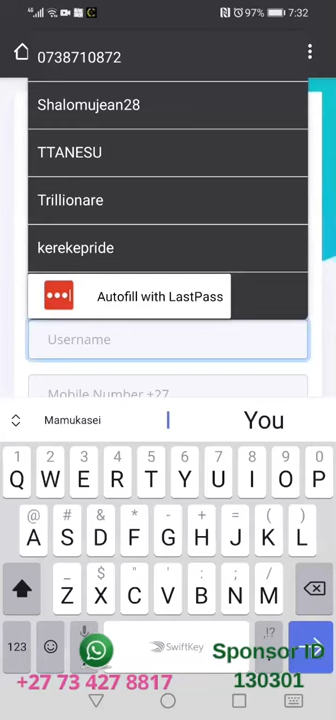 97% 7:32
0738710872
Shalomujean28
TTANESU
Trillionare
kerekepride
Autofill with LastPass
Username
Mobile Number +27
Mamukasei You
1 2 3 4 5 6 7 8 9 0
Q W E R T Y U I O P
@ # & * - + = ( )
A S D F G H J K L
_ $ " ' : ; /
Z X C V B N M
123 SwiftKey ,!?
Sponsor ID
+27 73 427 8817 130301